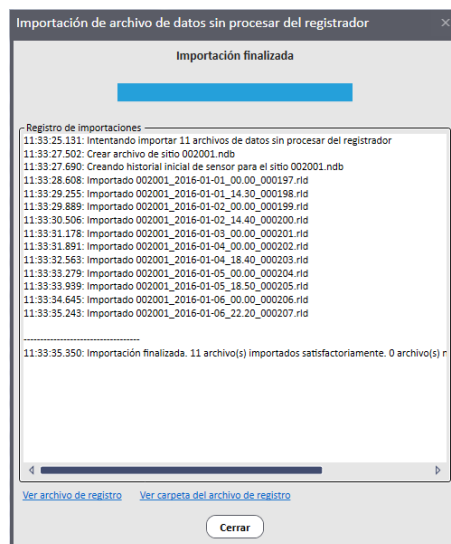 Importación de archivo de datos sin procesar del registrador
Importación finalizada
Registro de importaciones
11:33:25.131: Intentando importar 11 archivos de datos sin procesar del registrador
11:33:27.502: Crear archivo de sitio 002001.ndb
11:33:27.690: Creando historial inicial de sensor para el sitio 002001.ndb
11:33:28.608: Importado 002001_2016-01-01_00.00_000197.rld
11:33:29.255: Importado 002001_2016-01-01_14.30_000198.rld
11:33:29.889: Importado 002001_2016-01-02_00.00_000199.rld
11:33:30.506: Importado 002001_2016-01-02_14.40_000200.rld
11:33:31.178: Importado 002001_2016-01-03_00.00_000201.rld
11:33:31.891: Importado 002001_2016-01-04_00.00_000202.rld
11:33:32.563: Importado 002001_2016-01-04_18.40_000203.rld
11:33:33.279: Importado 002001_2016-01-05_00.00_000204.rld
11:33:33.939: Importado 002001_2016-01-05_18.50_000205.rld
11:33:34.645: Importado 002001_2016-01-06_00.00_000206.rld
11:33:35.243: Importado 002001_2016-01-06_22.20_000207.rld
-----------------------------------
11:33:35.350: Importación finalizada. 11 archivo(s) importados satisfactoriamente. 0 archivo(s)
Ver archivo de registro Ver carpeta del archivo de registro
Cerrar